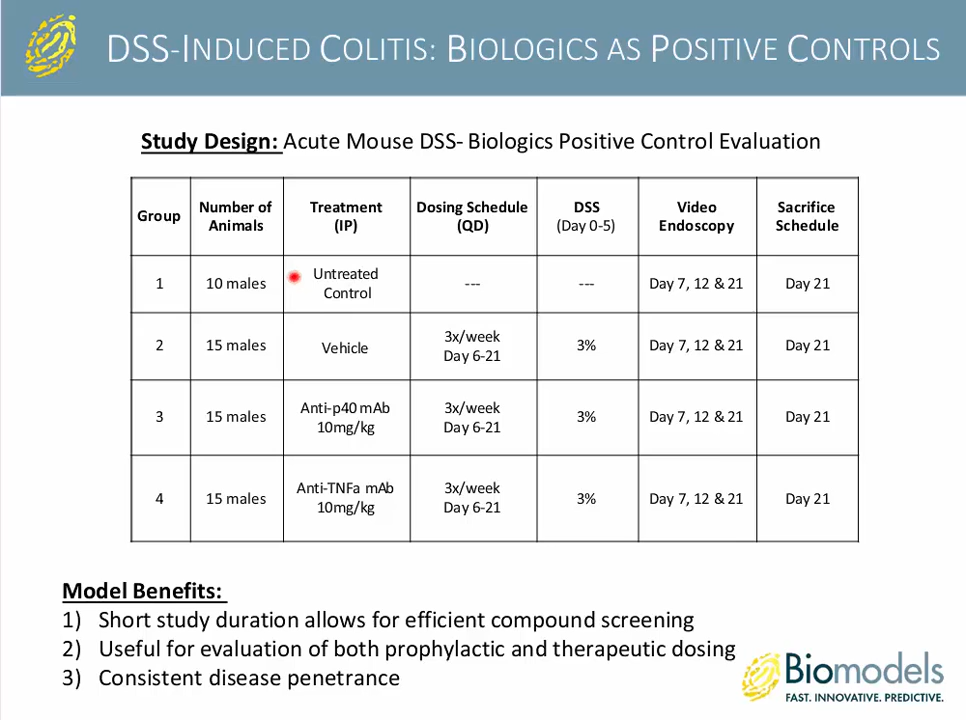 DSS-INDUCED COLITIS: BIOLOGICS AS POSITIVE CONTROLS
Study Design: Acute Mouse DSS- Biologics Positive Control Evaluation
Group | Number of Animals | Treatment (IP) | Dosing Schedule (QD) | DSS (Day 0-5) | Video Endoscopy | Sacrifice Schedule
1 | 10 males | Untreated Control | --- | --- | Day 7, 12 & 21 | Day 21
2 | 15 males | Vehicle | 3x/week Day 6-21 | 3% | Day 7, 12 & 21 | Day 21
3 | 15 males | Anti-p40 mAb 10mg/kg | 3x/week Day 6-21 | 3% | Day 7, 12 & 21 | Day 21
4 | 15 males | Anti-TNFa mAb 10mg/kg | 3x/week Day 6-21 | 3% | Day 7, 12 & 21 | Day 21
Model Benefits:
1) Short study duration allows for efficient compound screening
2) Useful for evaluation of both prophylactic and therapeutic dosing
3) Consistent disease penetrance
Biomodels
FAST. INNOVATIVE. PREDICTIVE.